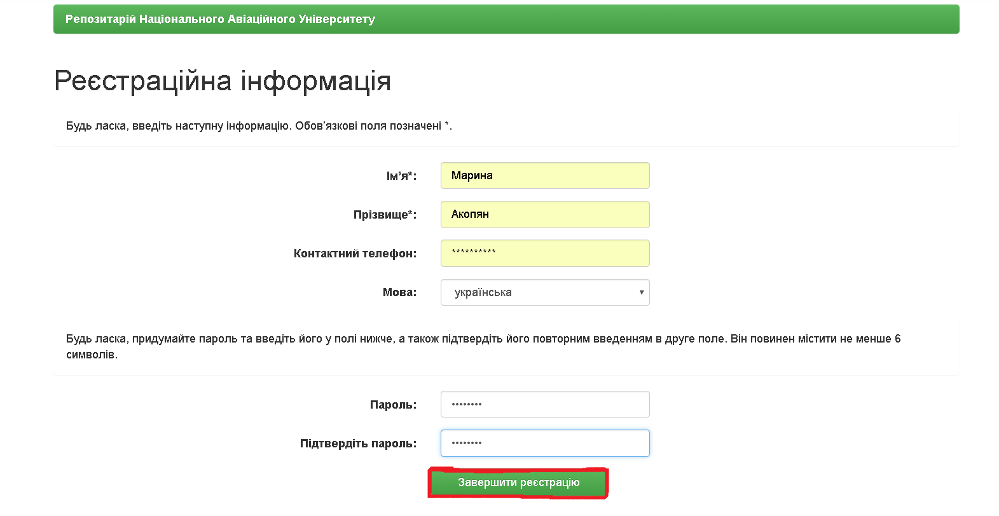 Репозитарій Національного Авіаційного Університету
Реєстраційна інформація
Будь ласка, введіть наступну інформацію. Обов’язкові поля позначені *.
Ім’я*: Марина
Прізвище*: Акопян
Контактний телефон: **********
Мова: українська
Будь ласка, придумайте пароль та введіть його у полі нижче, а також підтвердіть його повторним введенням в друге поле. Він повинен містити не менше 6
символів.
Пароль: ••••••••
Підтвердіть пароль: ••••••••
Завершити реєстрацію